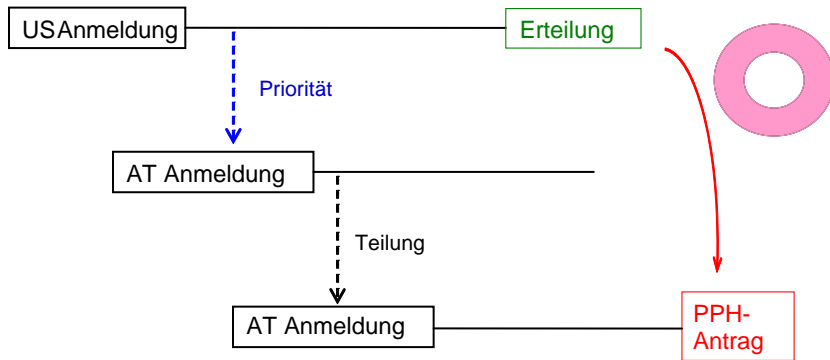 USAnmeldung
Erteilung
Priorität
AT Anmeldung
Teilung
AT Anmeldung
PPH-
Antrag